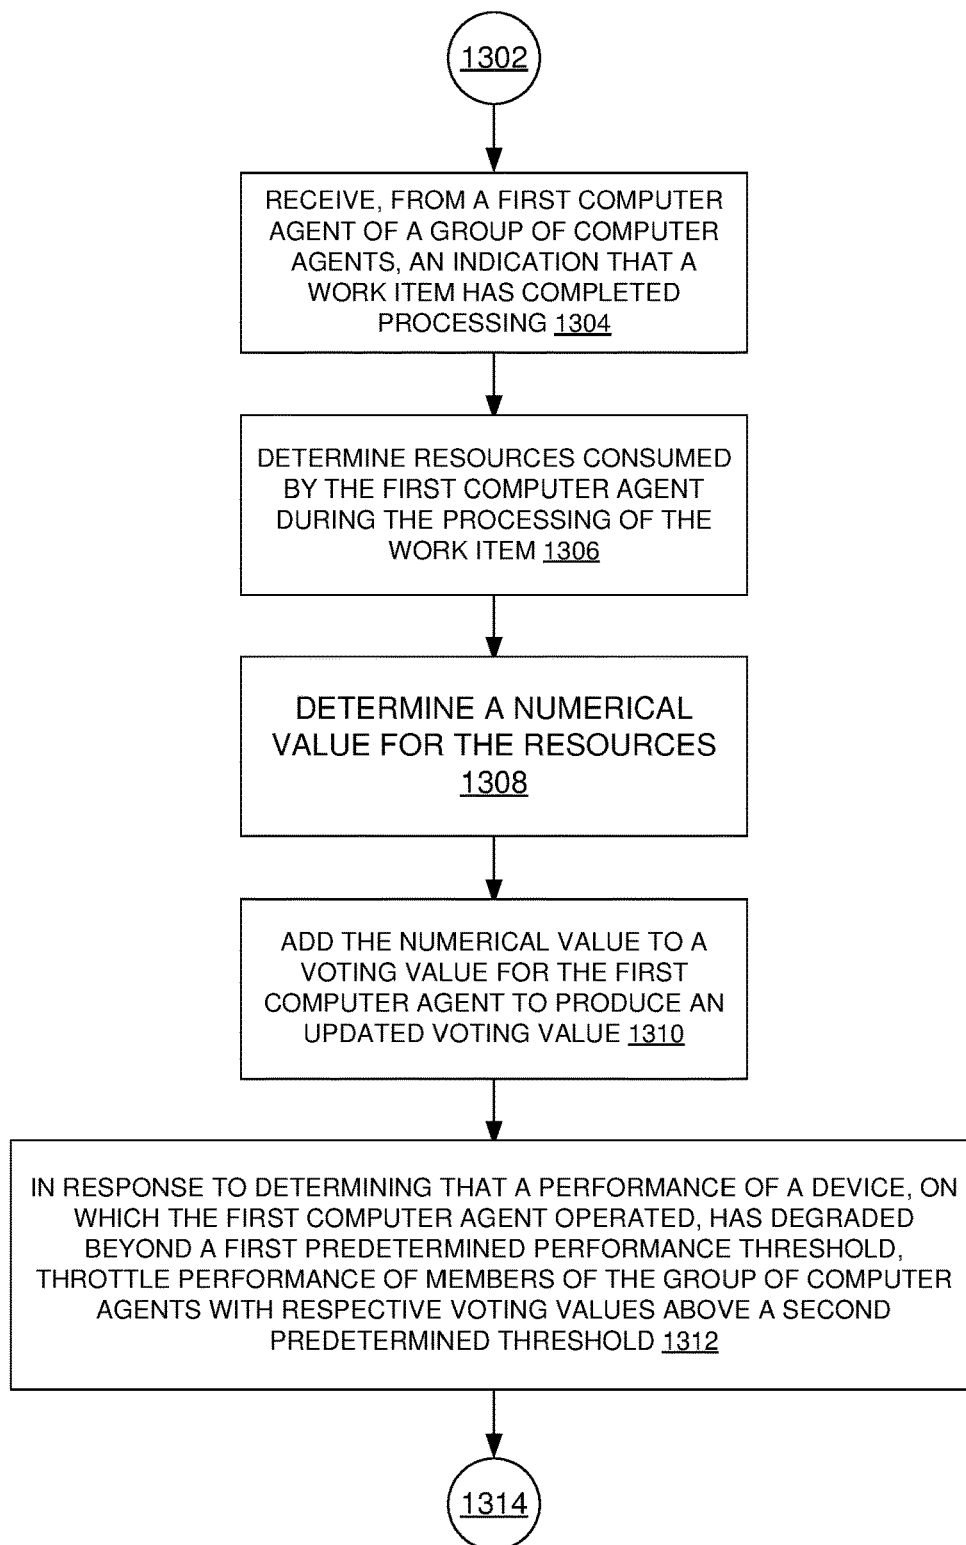 1302
RECEIVE, FROM A FIRST COMPUTER
AGENT OF A GROUP OF COMPUTER
AGENTS, AN INDICATION THAT A
WORK ITEM HAS COMPLETED
PROCESSING 1304
DETERMINE RESOURCES CONSUMED
BY THE FIRST COMPUTER AGENT
DURING THE PROCESSING OF THE
WORK ITEM 1306
DETERMINE A NUMERICAL
VALUE FOR THE RESOURCES
1308
ADD THE NUMERICAL VALUE TO A
VOTING VALUE FOR THE FIRST
COMPUTER AGENT TO PRODUCE AN
UPDATED VOTING VALUE 1310
IN RESPONSE TO DETERMINING THAT A PERFORMANCE OF A DEVICE, ON
WHICH THE FIRST COMPUTER AGENT OPERATED, HAS DEGRADED
BEYOND A FIRST PREDETERMINED PERFORMANCE THRESHOLD,
THROTTLE PERFORMANCE OF MEMBERS OF THE GROUP OF COMPUTER
AGENTS WITH RESPECTIVE VOTING VALUES ABOVE A SECOND
PREDETERMINED THRESHOLD 1312
1314